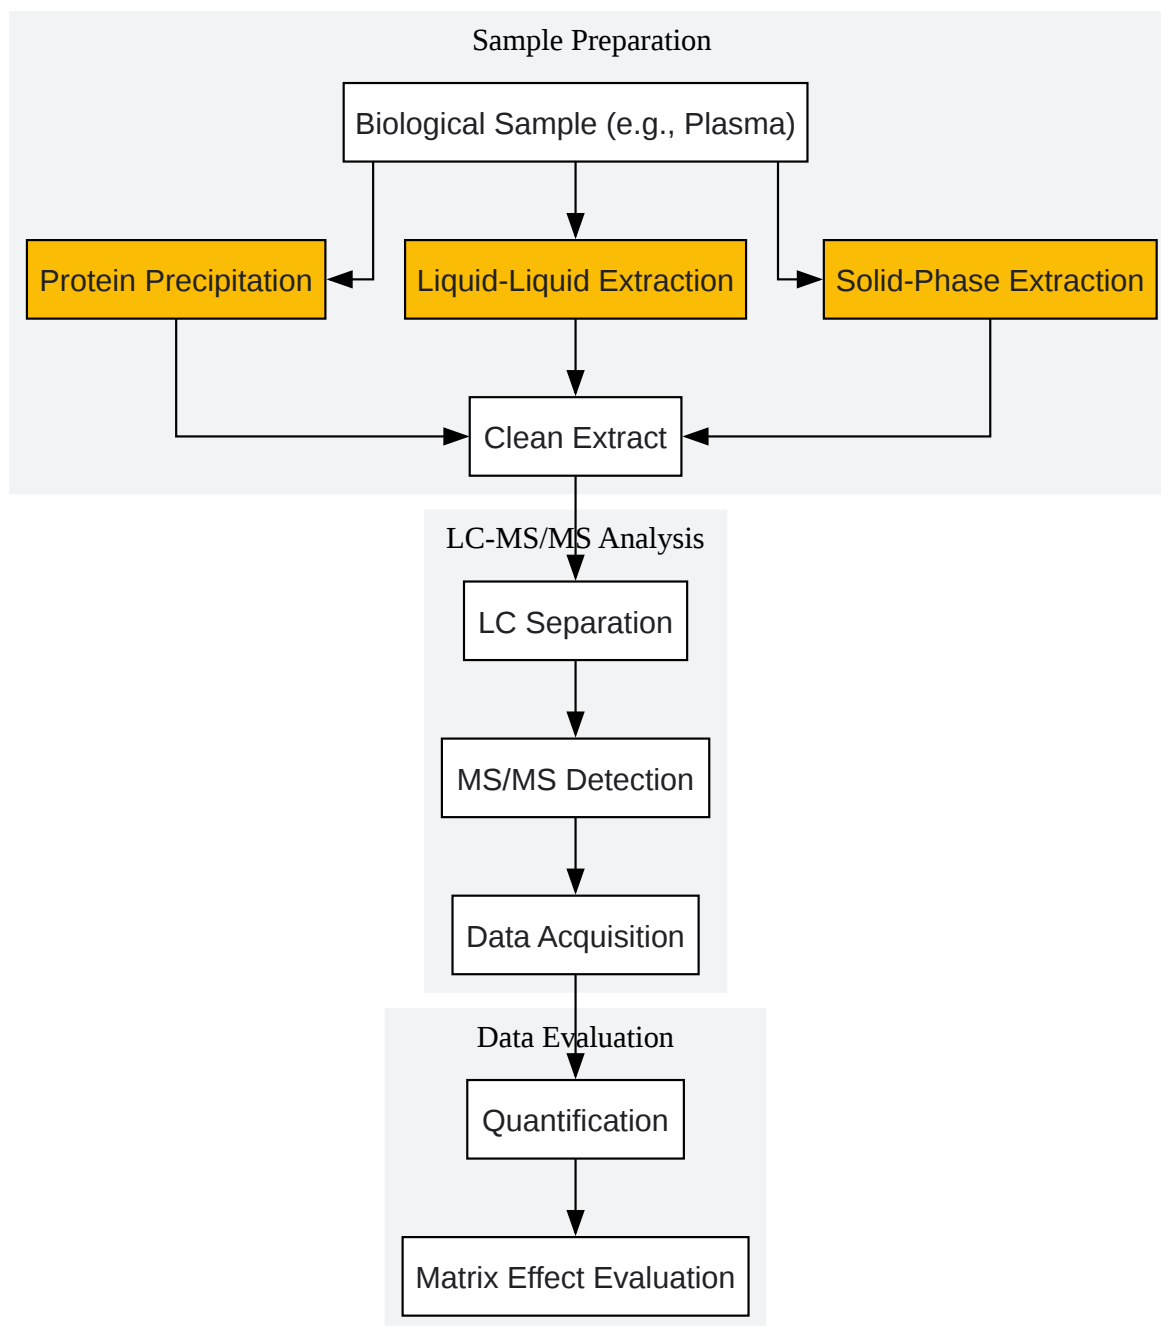 Sample Preparation
Biological Sample (e.g., Plasma)
Protein Precipitation
Liquid-Liquid Extraction
Solid-Phase Extraction
Clean Extract
LC-MS/MS Analysis
LC Separation
MS/MS Detection
Data Acquisition
Data Evaluation
Quantification
Matrix Effect Evaluation